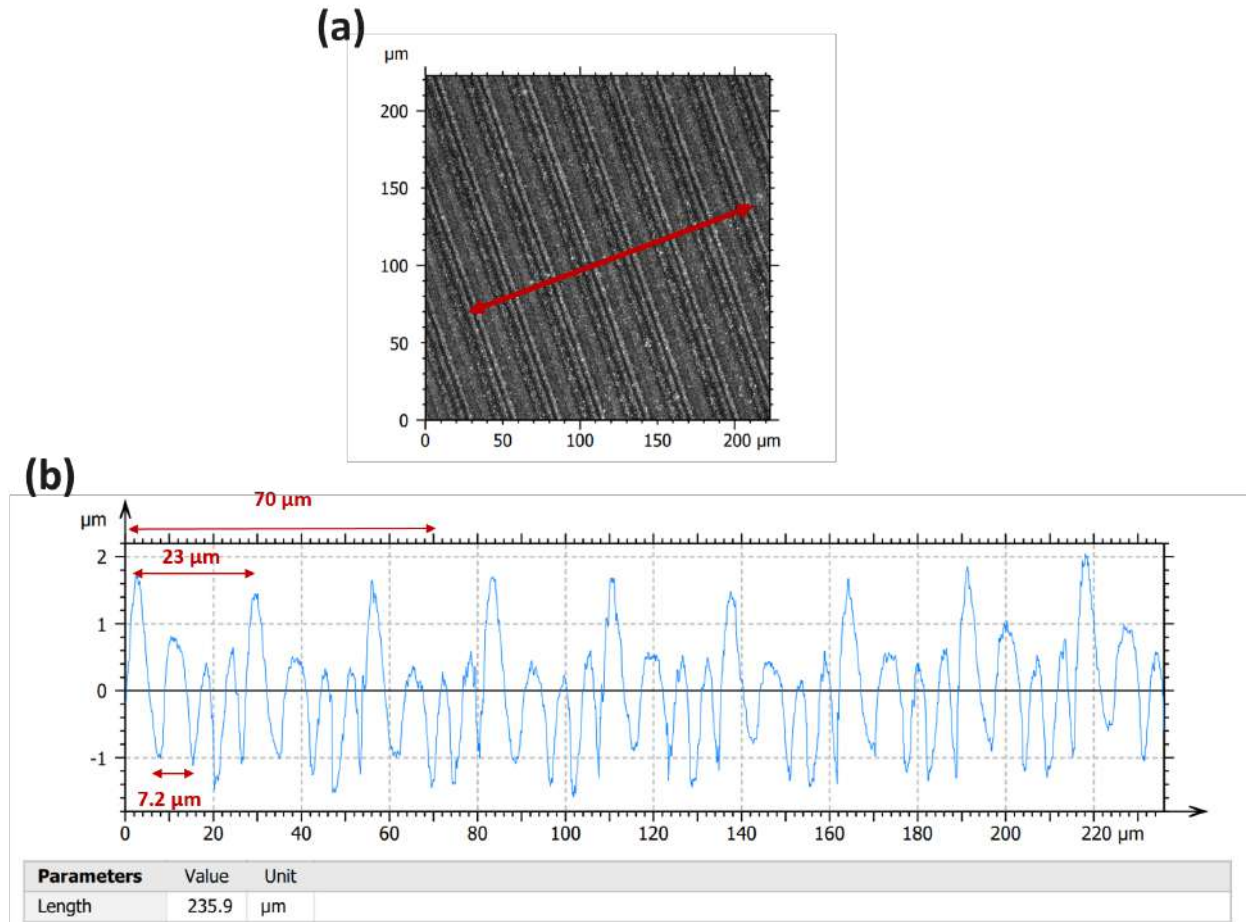 (a)
µm
200
150
100
50
0
0 50 100 150 200 µm
(b)
70 µm
µm
23 µm
2
1
0
-1
7.2 µm
0 20 40 60 80 100 120 140 160 180 200 220 µm
Parameters Value Unit
Length 235.9 µm